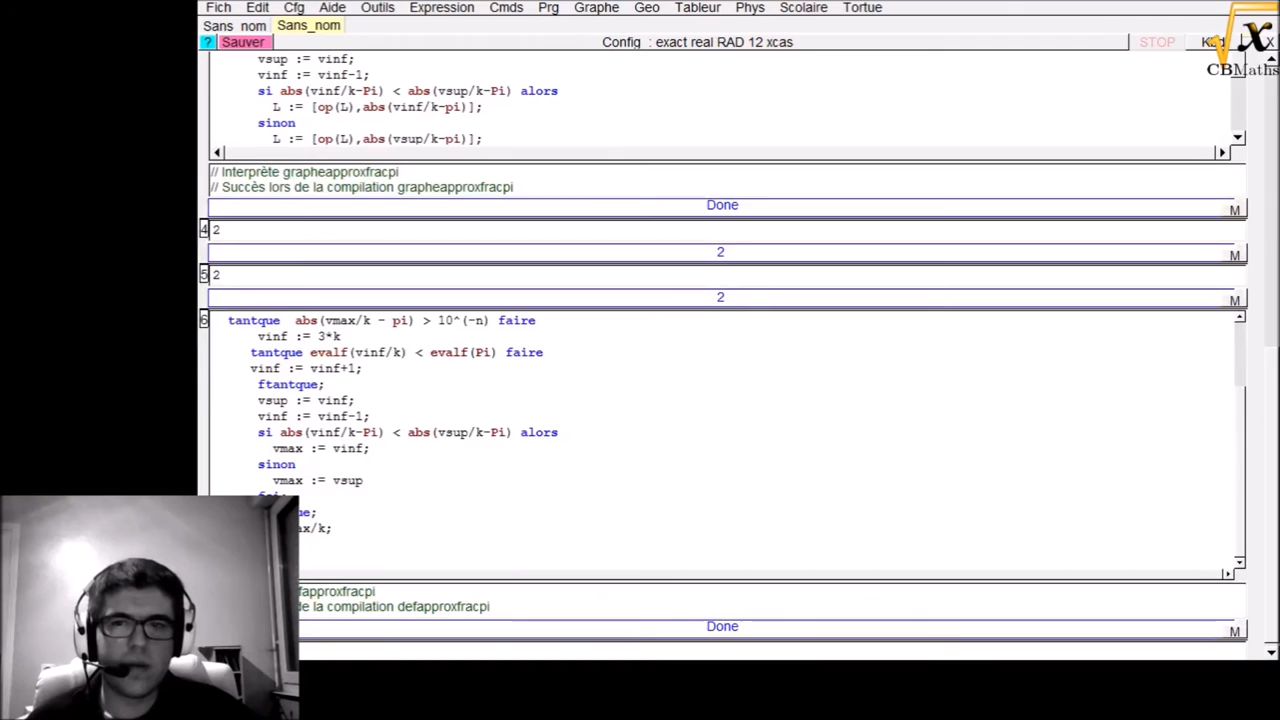 Fich Edit Cfg Aide Outils Expression Cmds Prg Graphe Geo Tableur Phys Scolaire Tortue
Sans_nom Sans_nom
? Sauver Config : exact real RAD 12 xcas STOP X
CBMaths
vsup := vinf;
vinf := vinf-1;
si abs(vinf/k-Pi) < abs(vsup/k-Pi) alors
L := [op(L),abs(vinf/k-pi)];
sinon
L := [op(L),abs(vsup/k-pi)];
// Interprète grapheapproxfracpi
// Succès lors de la compilation grapheapproxfracpi
Done M
4 2
2 M
5 2
2 M
6 tantque abs(vmax/k - pi) > 10^(-n) faire
vinf := 3*k
tantque evalf(vinf/k) < evalf(Pi) faire
vinf := vinf+1;
ftantque;
vsup := vinf;
vinf := vinf-1;
si abs(vinf/k-Pi) < abs(vsup/k-Pi) alors
vmax := vinf;
sinon
vmax := vsup
ue;
ax/k;
fapproxfracpi
de la compilation defapproxfracpi
Done M